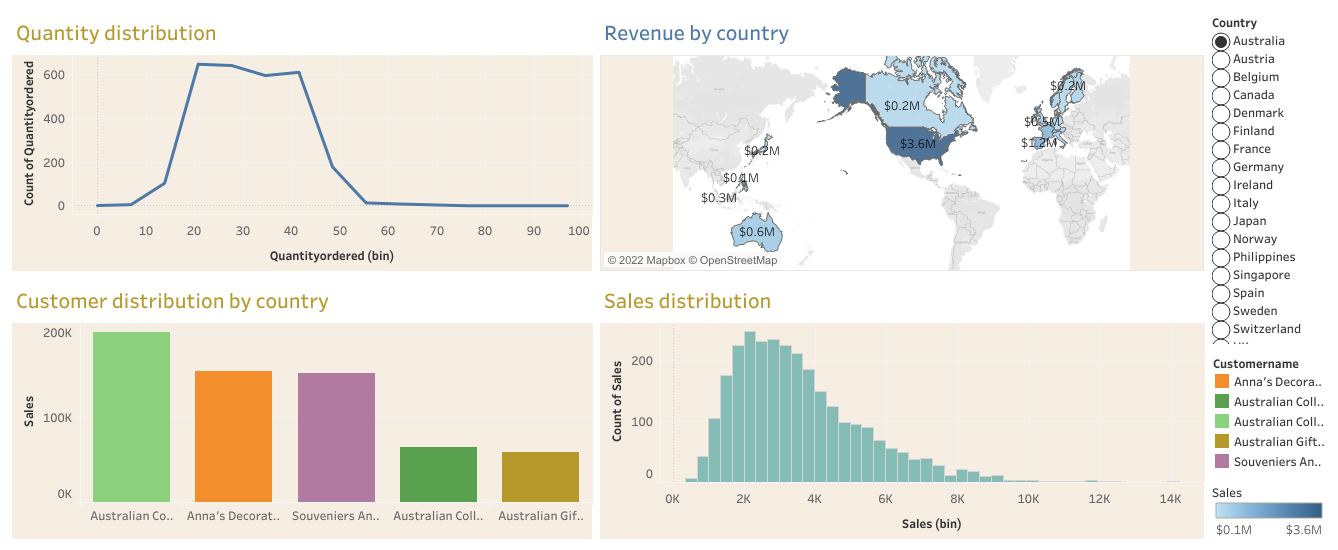 Quantity distribution
Count of Quantityordered
600
400
200
0
0 10 20 30 40 50 60 70 80 90 100
Quantityordered (bin)
Revenue by country
$0.2M
$0.2M
$0.5M
$3.6M
$1.2M
$0.2M
$0.1M
$0.3M
$0.6M
© 2022 Mapbox © OpenStreetMap
Customer distribution by country
Sales
200K
100K
0K
Australian Co.. Anna's Decorat.. Souveniers An.. Australian Coll.. Australian Gif..
Sales distribution
Count of Sales
200
100
0
0K 2K 4K 6K 8K 10K 12K 14K
Sales (bin)
Country
Australia
Austria
Belgium
Canada
Denmark
Finland
France
Germany
Ireland
Italy
Japan
Norway
Philippines
Singapore
Spain
Sweden
Switzerland
Customername
Anna's Decora..
Australian Coll..
Australian Coll..
Australian Gift..
Souveniers An..
Sales
$0.1M $3.6M